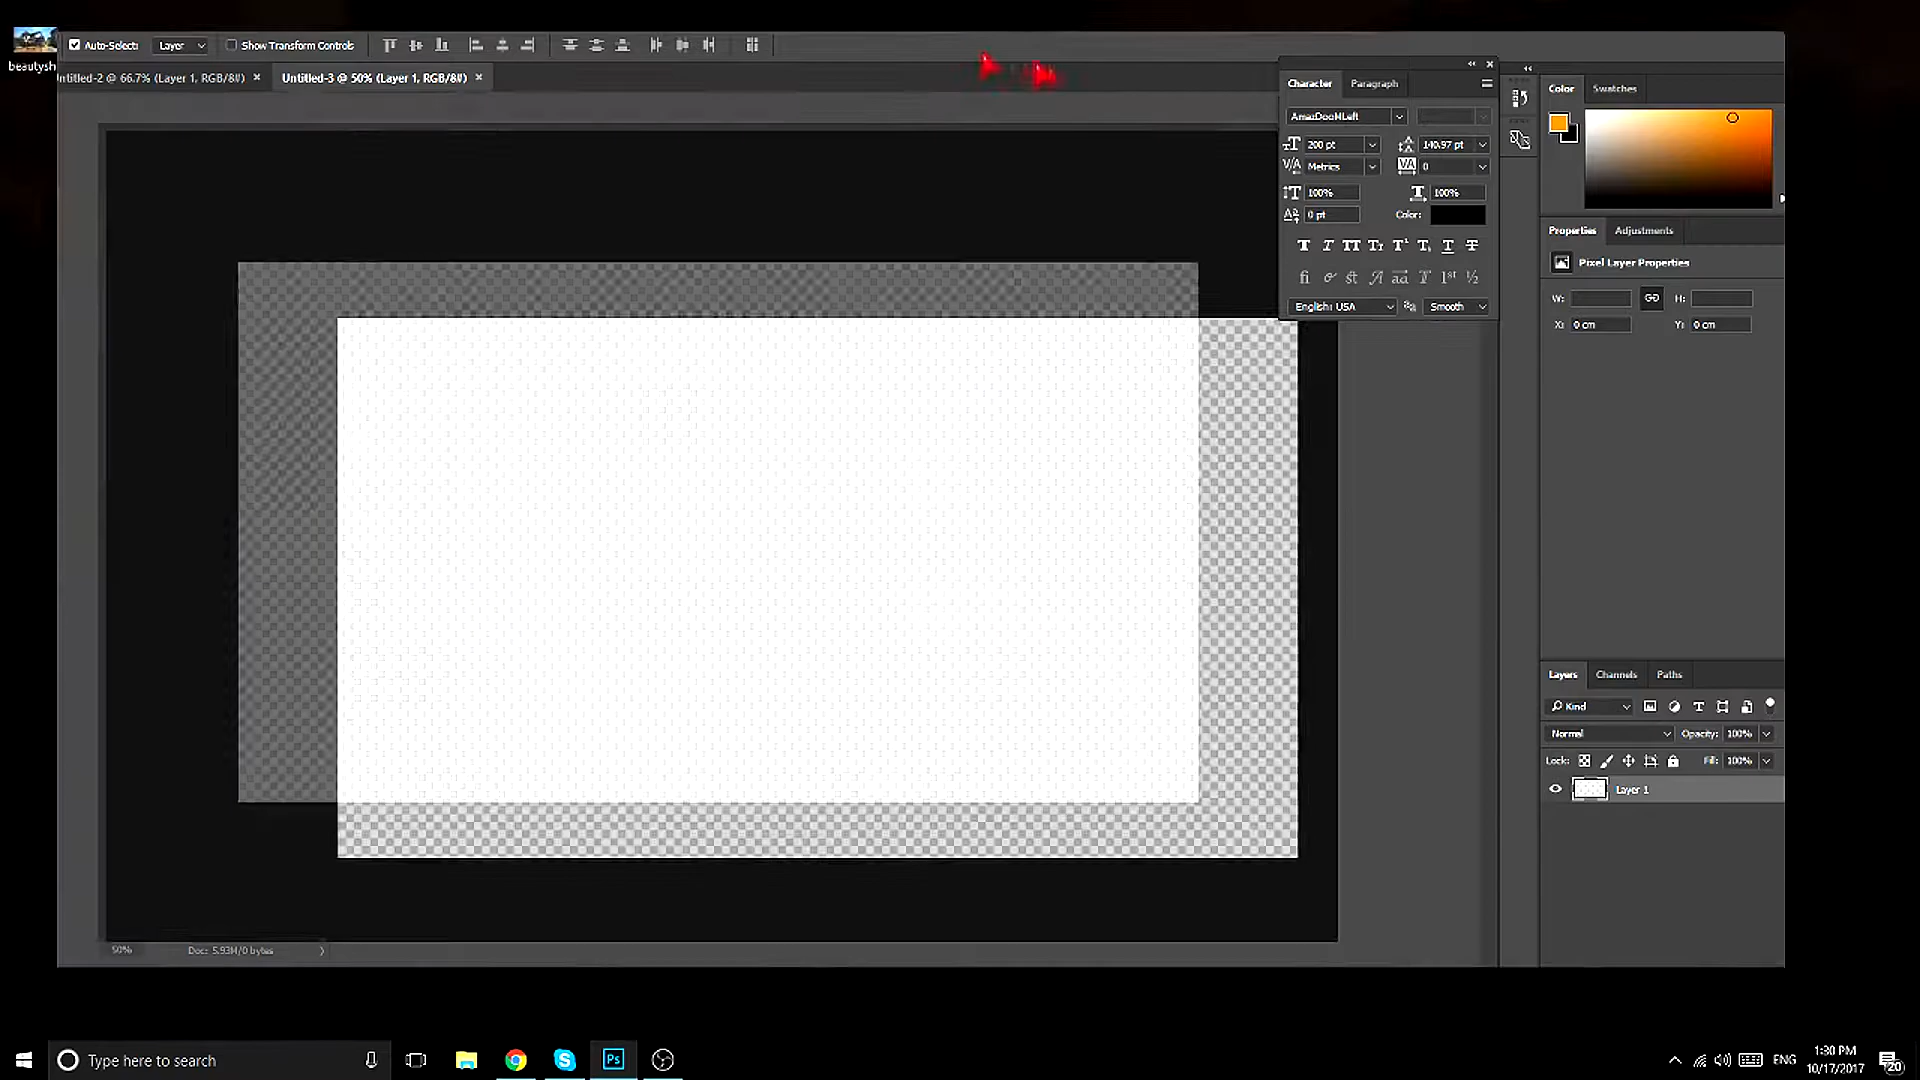 beautysh
Auto-Select:
Layer
Show Transform Controls
ntitled-2 @ 66.7% (Layer 1, RGB/8#)
Untitled-3 @ 50% (Layer 1, RGB/8#)
Character
Paragraph
AmazDooMLeft
200 pt
140.97 pt
Metrics
0
100%
100%
0 pt
Color:
English: USA
Smooth
Color
Swatches
Properties
Adjustments
Pixel Layer Properties
W:
H:
X: 0 cm
Y: 0 cm
Layers
Channels
Paths
Kind
Normal
Opacity: 100%
Lock:
Fill: 100%
Layer 1
50%
Doc: 5.93M/0 bytes
Type here to search
Ps
ENG
1:30 PM
10/17/2017
20